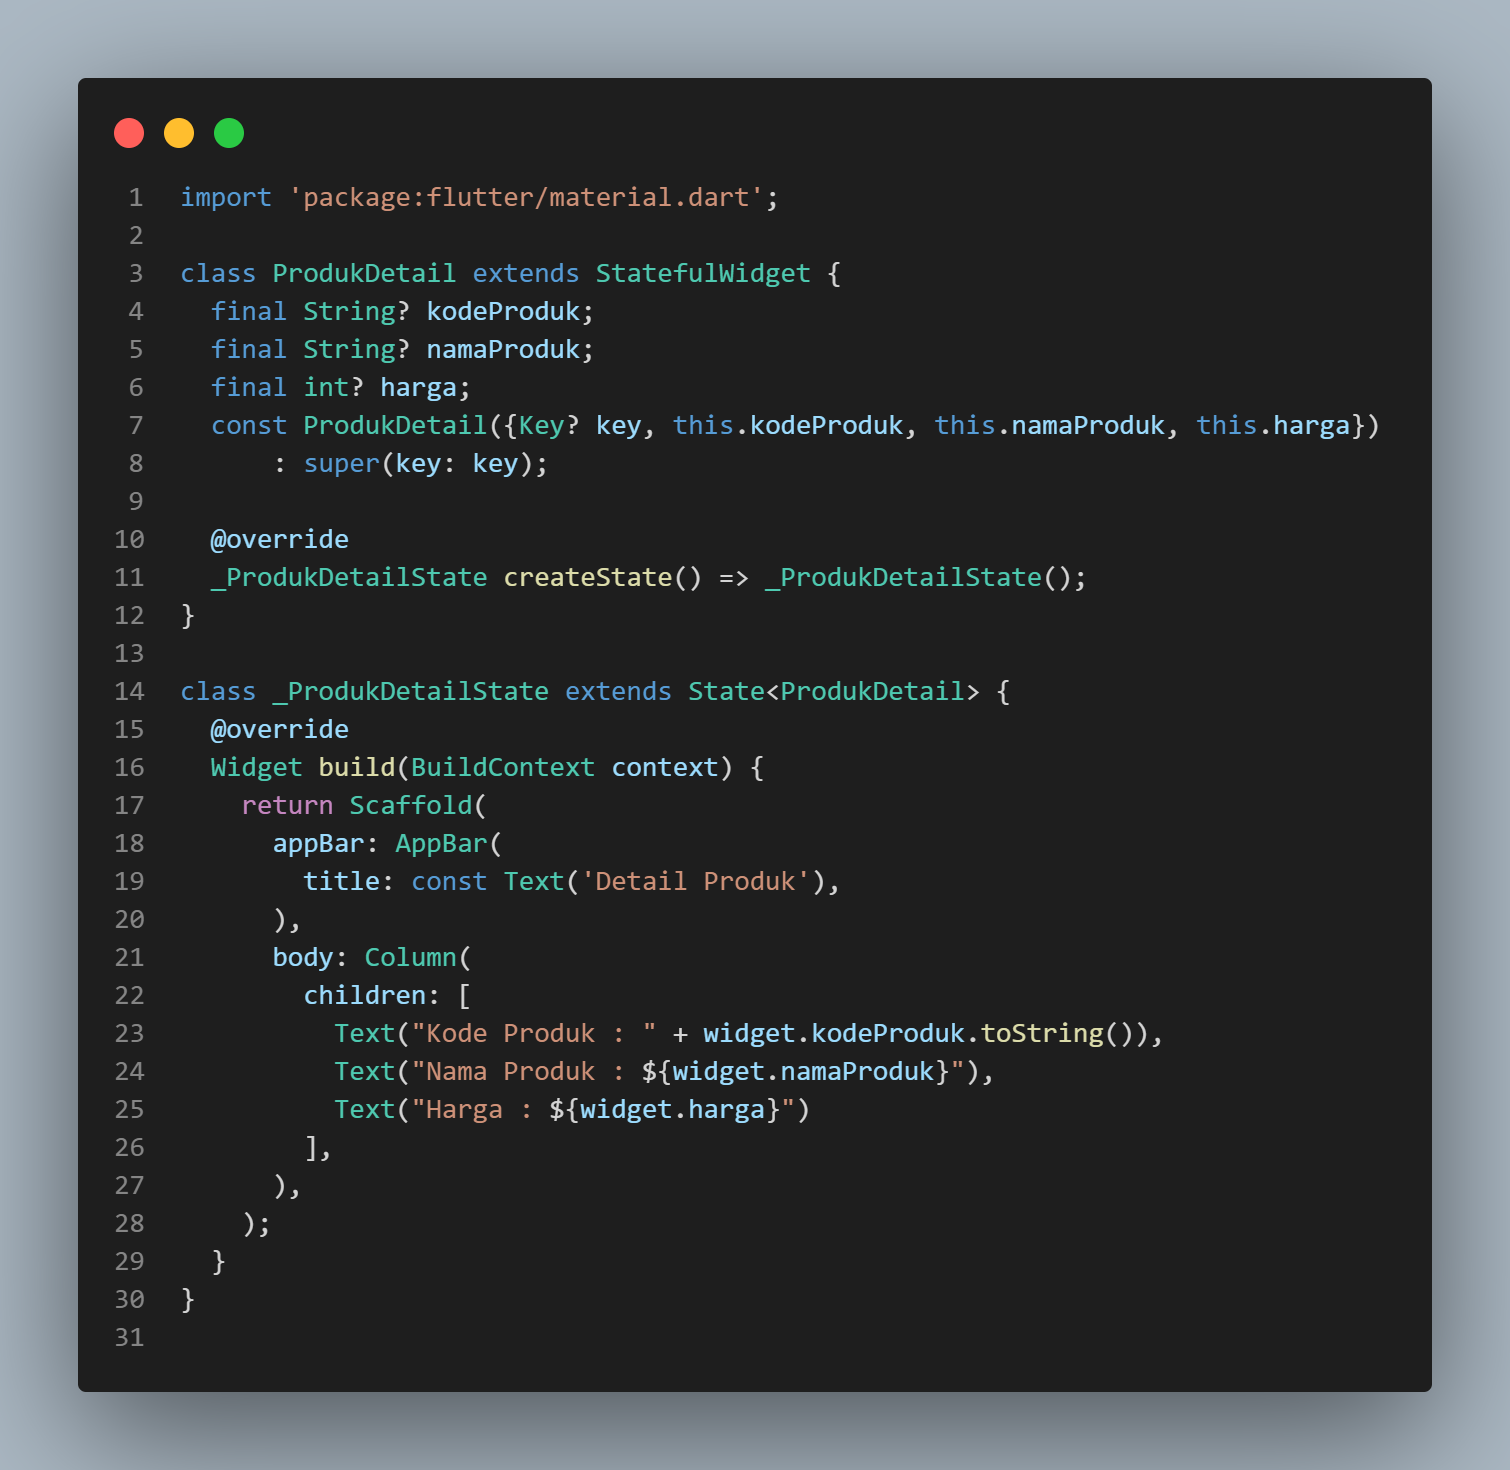 1 import 'package:flutter/material.dart';
2
3 class ProdukDetail extends StatefulWidget {
4   final String? kodeProduk;
5   final String? namaProduk;
6   final int? harga;
7   const ProdukDetail({Key? key, this.kodeProduk, this.namaProduk, this.harga})
8       : super(key: key);
9
10   @override
11   _ProdukDetailState createState() => _ProdukDetailState();
12 }
13
14 class _ProdukDetailState extends State<ProdukDetail> {
15   @override
16   Widget build(BuildContext context) {
17     return Scaffold(
18       appBar: AppBar(
19         title: const Text('Detail Produk'),
20       ),
21       body: Column(
22         children: [
23           Text("Kode Produk : " + widget.kodeProduk.toString()),
24           Text("Nama Produk : ${widget.namaProduk}"),
25           Text("Harga : ${widget.harga}")
26         ],
27       ),
28     );
29   }
30 }
31